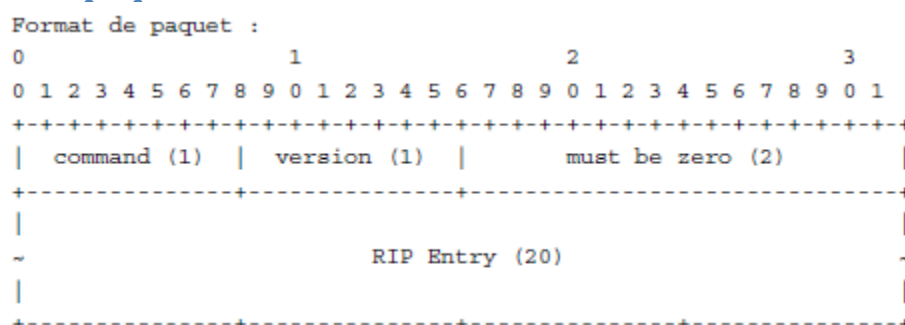 Format de paquet :
0                   1                   2                   3
0 1 2 3 4 5 6 7 8 9 0 1 2 3 4 5 6 7 8 9 0 1 2 3 4 5 6 7 8 9 0 1
+-+-+-+-+-+-+-+-+-+-+-+-+-+-+-+-+-+-+-+-+-+-+-+-+-+-+-+-+-+-+-+-+
|  command (1)  |  version (1)  |       must be zero (2)        |
+---------------+---------------+-------------------------------+
|                                                               |
~                         RIP Entry (20)                        ~
|                                                               |
+---------------+---------------+---------------+---------------+